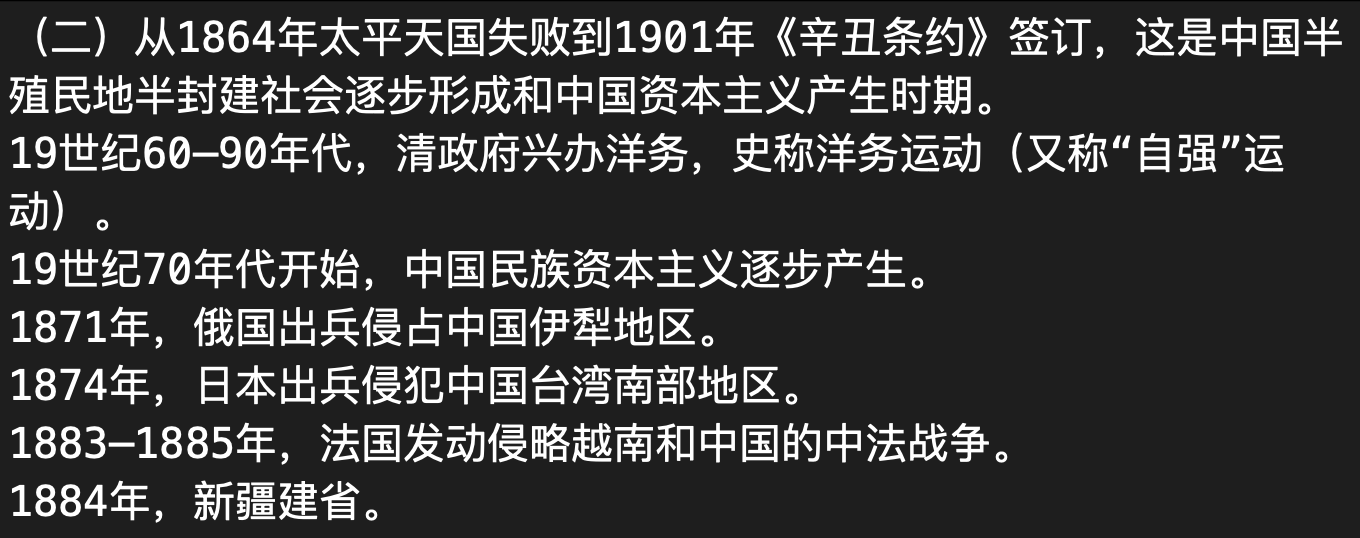 （二）从1864年太平天国失败到1901年《辛丑条约》签订，这是中国半
殖民地半封建社会逐步形成和中国资本主义产生时期。
19世纪60—90年代，清政府兴办洋务，史称洋务运动（又称“自强”运
动）。
19世纪70年代开始，中国民族资本主义逐步产生。
1871年，俄国出兵侵占中国伊犁地区。
1874年，日本出兵侵犯中国台湾南部地区。
1883—1885年，法国发动侵略越南和中国的中法战争。
1884年，新疆建省。